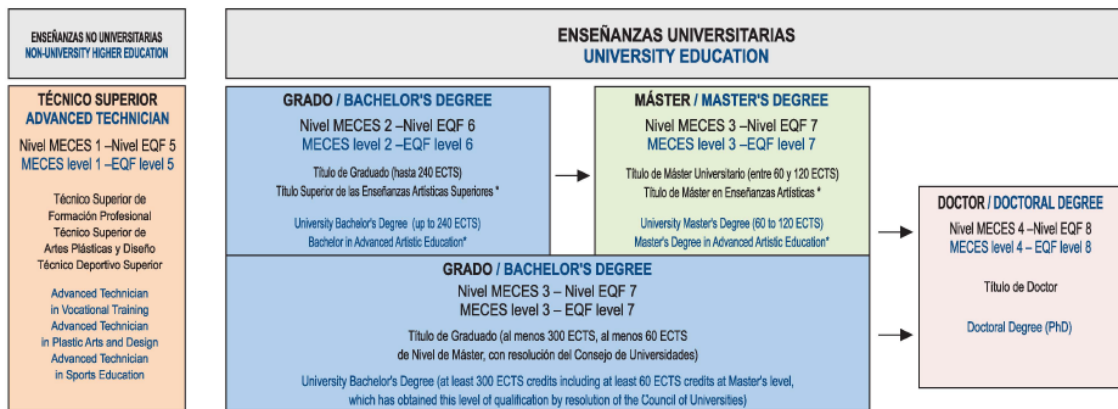 ENSEÑANZAS NO UNIVERSITARIAS
NON-UNIVERSITY HIGHER EDUCATION
TÉCNICO SUPERIOR
ADVANCED TECHNICIAN
Nivel MECES 1 –Nivel EQF 5
MECES level 1 –EQF level 5
Técnico Superior de
Formación Profesional
Técnico Superior de
Artes Plásticas y Diseño
Técnico Deportivo Superior
Advanced Technician
in Vocational Training
Advanced Technician
in Plastic Arts and Design
Advanced Technician
in Sports Education
ENSEÑANZAS UNIVERSITARIAS
UNIVERSITY EDUCATION
GRADO / BACHELOR'S DEGREE
Nivel MECES 2 –Nivel EQF 6
MECES level 2 –EQF level 6
Título de Graduado (hasta 240 ECTS)
Título Superior de las Enseñanzas Artísticas Superiores *
University Bachelor's Degree (up to 240 ECTS)
Bachelor in Advanced Artistic Education*
MÁSTER / MASTER'S DEGREE
Nivel MECES 3 –Nivel EQF 7
MECES level 3 –EQF level 7
Título de Máster Universitario (entre 60 y 120 ECTS)
Título de Máster en Enseñanzas Artísticas *
University Master's Degree (60 to 120 ECTS)
Master's Degree in Advanced Artistic Education*
GRADO / BACHELOR'S DEGREE
Nivel MECES 3 – Nivel EQF 7
MECES level 3 – EQF level 7
Título de Graduado (al menos 300 ECTS, al menos 60 ECTS
de Nivel de Máster, con resolución del Consejo de Universidades)
University Bachelor's Degree (at least 300 ECTS credits including at least 60 ECTS credits at Master's level,
which has obtained this level of qualification by resolution of the Council of Universities)
DOCTOR / DOCTORAL DEGREE
Nivel MECES 4 –Nivel EQF 8
MECES level 4 – EQF level 8
Título de Doctor
Doctoral Degree (PhD)